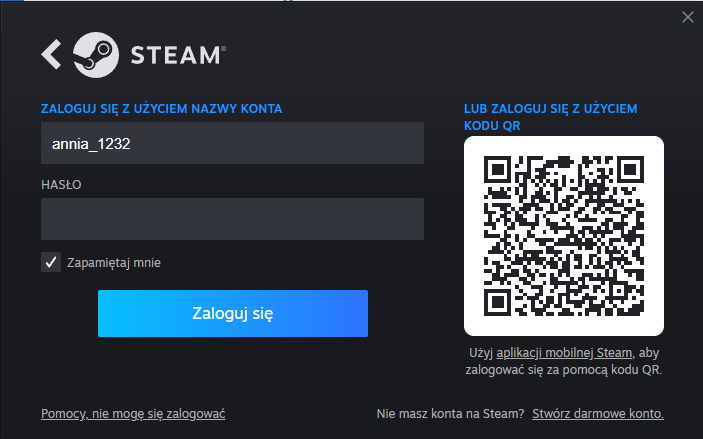 STEAM®
ZALOGUJ SIĘ Z UŻYCIEM NAZWY KONTA
annia_1232
HASŁO
Zapamiętaj mnie
Zaloguj się
LUB ZALOGUJ SIĘ Z UŻYCIEM
KODU QR
Użyj aplikacji mobilnej Steam, aby
zalogować się za pomocą kodu QR.
Pomocy, nie mogę się zalogować
Nie masz konta na Steam? Stwórz darmowe konto.